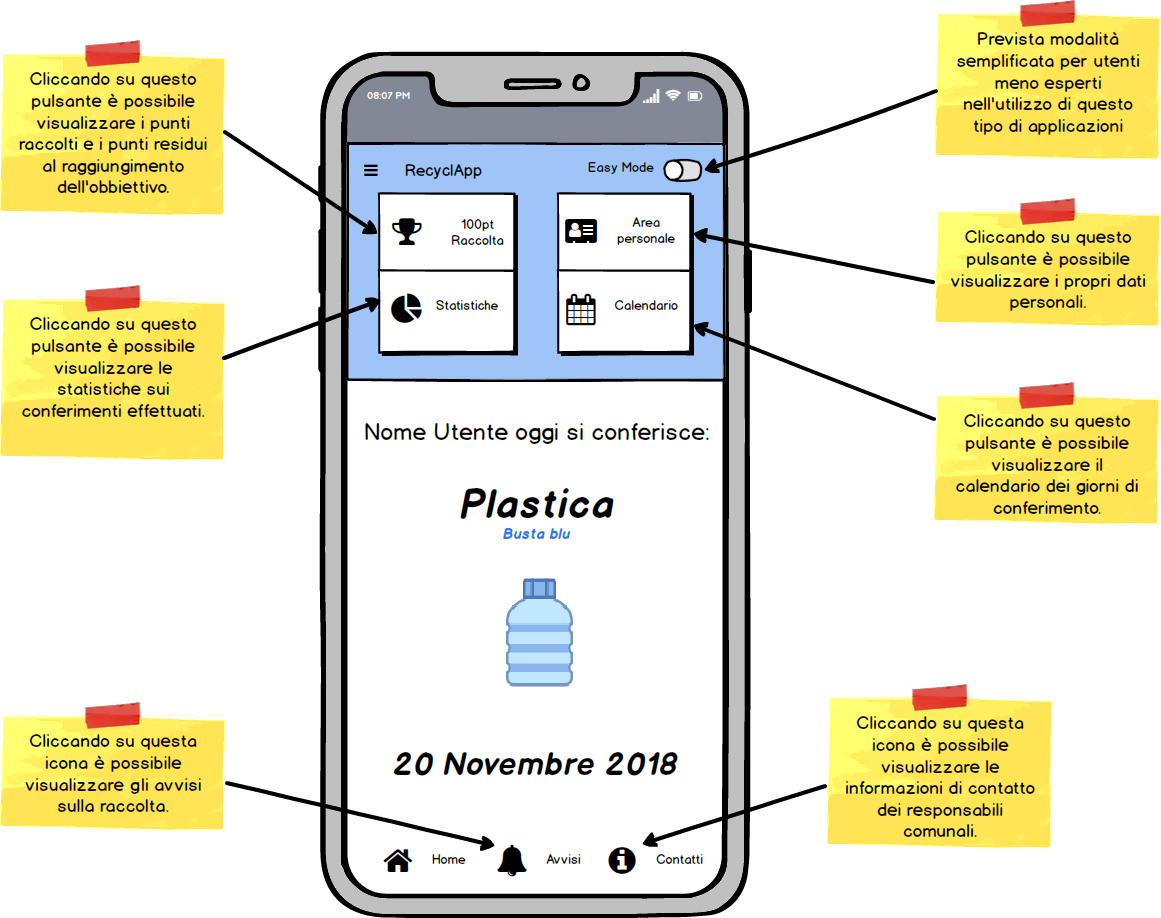 Cliccando su questo
pulsante è possibile
visualizzare i punti
raccolti e i punti residui
al raggiungimento
dell'obbiettivo.
Prevista modalità
semplificata per utenti
meno esperti
nell'utilizzo di questo
tipo di applicazioni
Cliccando su questo
pulsante è possibile
visualizzare le
statistiche sui
conferimenti effettuati.
Cliccando su questo
pulsante è possibile
visualizzare i propri dati
personali.
Cliccando su questo
pulsante è possibile
visualizzare il
calendario dei giorni di
conferimento.
08:07 PM
RecyclApp
Easy Mode
100pt
Raccolta
Area
personale
Statistiche
Calendario
Nome Utente oggi si conferisce:
Plastica
Busta blu
20 Novembre 2018
Home
Avvisi
Contatti
Cliccando su questa
icona è possibile
visualizzare gli avvisi
sulla raccolta.
Cliccando su questa
icona è possibile
visualizzare le
informazioni di contatto
dei responsabili
comunali.